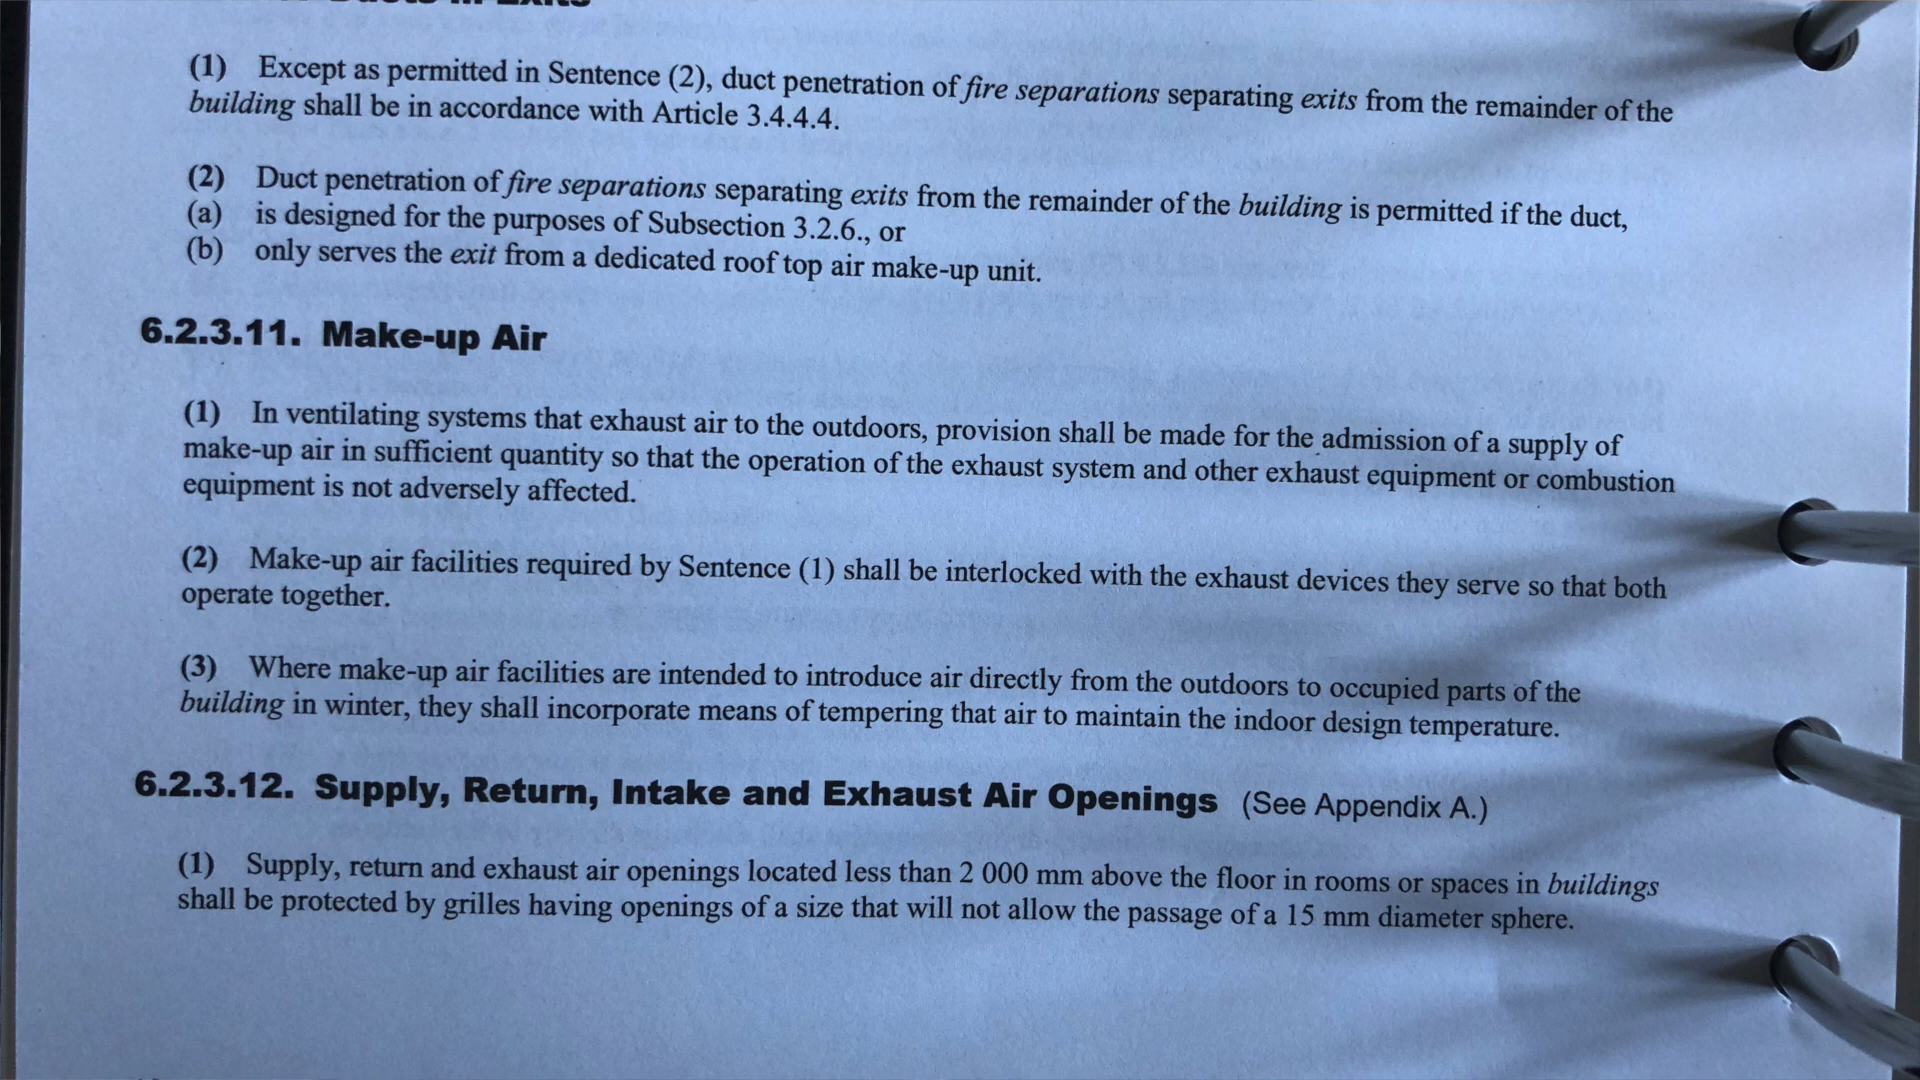 Ducts in Exits
(1) Except as permitted in Sentence (2), duct penetration of fire separations separating exits from the remainder of the
building shall be in accordance with Article 3.4.4.4.
(2) Duct penetration of fire separations separating exits from the remainder of the building is permitted if the duct,
(a) is designed for the purposes of Subsection 3.2.6., or
(b) only serves the exit from a dedicated roof top air make-up unit.
6.2.3.11. Make-up Air
(1) In ventilating systems that exhaust air to the outdoors, provision shall be made for the admission of a supply of
make-up air in sufficient quantity so that the operation of the exhaust system and other exhaust equipment or combustion
equipment is not adversely affected.
(2) Make-up air facilities required by Sentence (1) shall be interlocked with the exhaust devices they serve so that both
operate together.
(3) Where make-up air facilities are intended to introduce air directly from the outdoors to occupied parts of the
building in winter, they shall incorporate means of tempering that air to maintain the indoor design temperature.
6.2.3.12. Supply, Return, Intake and Exhaust Air Openings (See Appendix A.)
(1) Supply, return and exhaust air openings located less than 2 000 mm above the floor in rooms or spaces in buildings
shall be protected by grilles having openings of a size that will not allow the passage of a 15 mm diameter sphere.